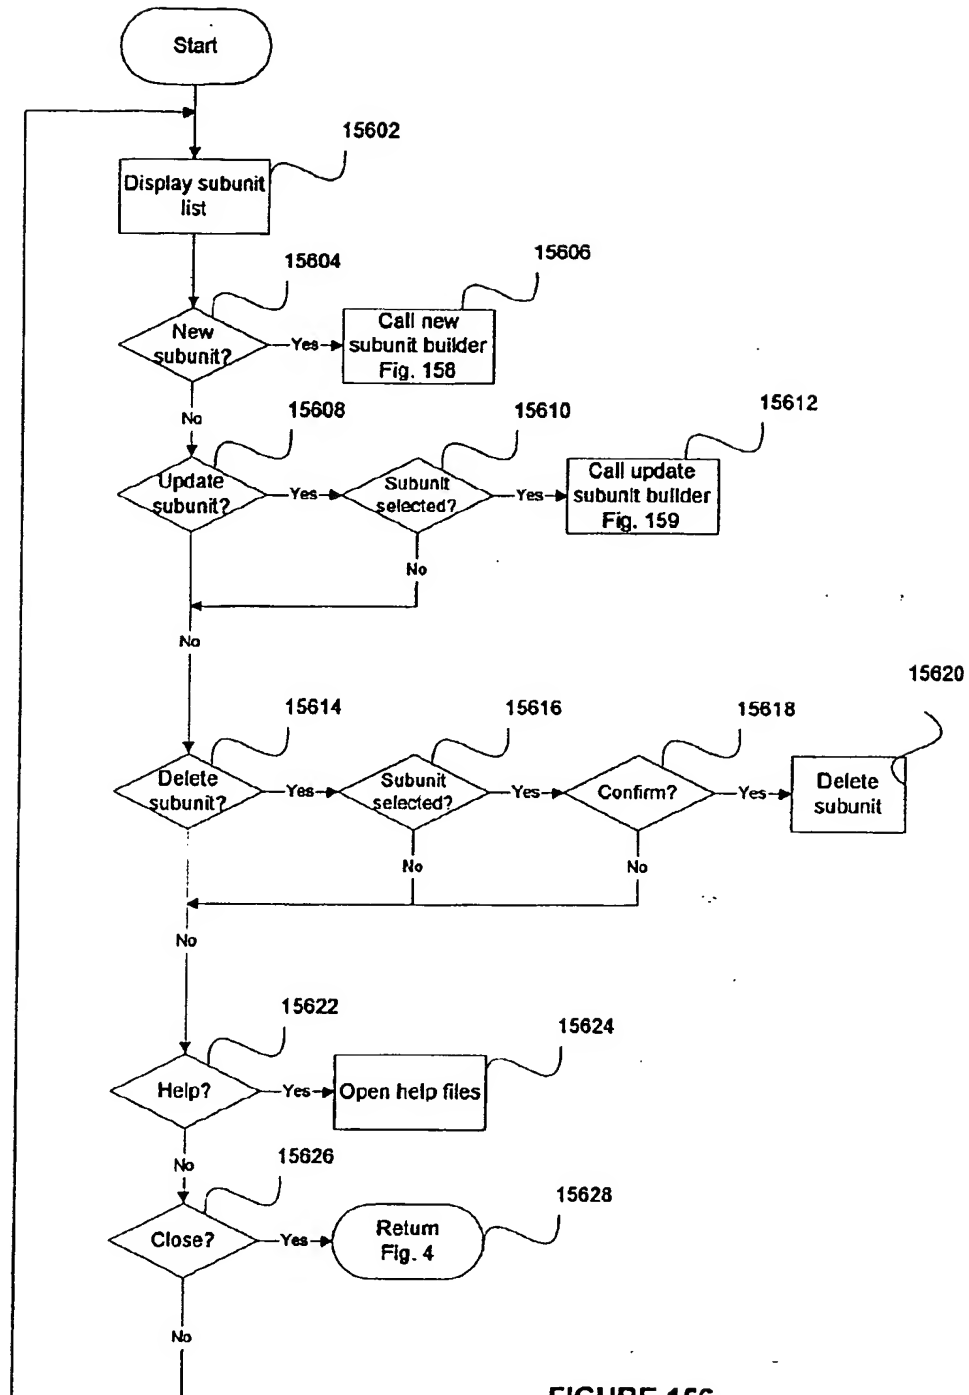 Start
15602
Display subunit
list
15604
15606
New
subunit?
Yes
Call new
subunit builder
Fig. 158
No
15608
15610
15612
Update
subunit?
Yes
Subunit
selected?
Yes
Call update
subunit builder
Fig. 159
No
No
15620
15614
15616
15618
Delete
subunit?
Yes
Subunit
selected?
Yes
Confirm?
Yes
Delete
subunit
No
No
No
15622
15624
Help?
Yes
Open help files
No
15626
15628
Close?
Yes
Return
Fig. 4
No
FIGURE 156